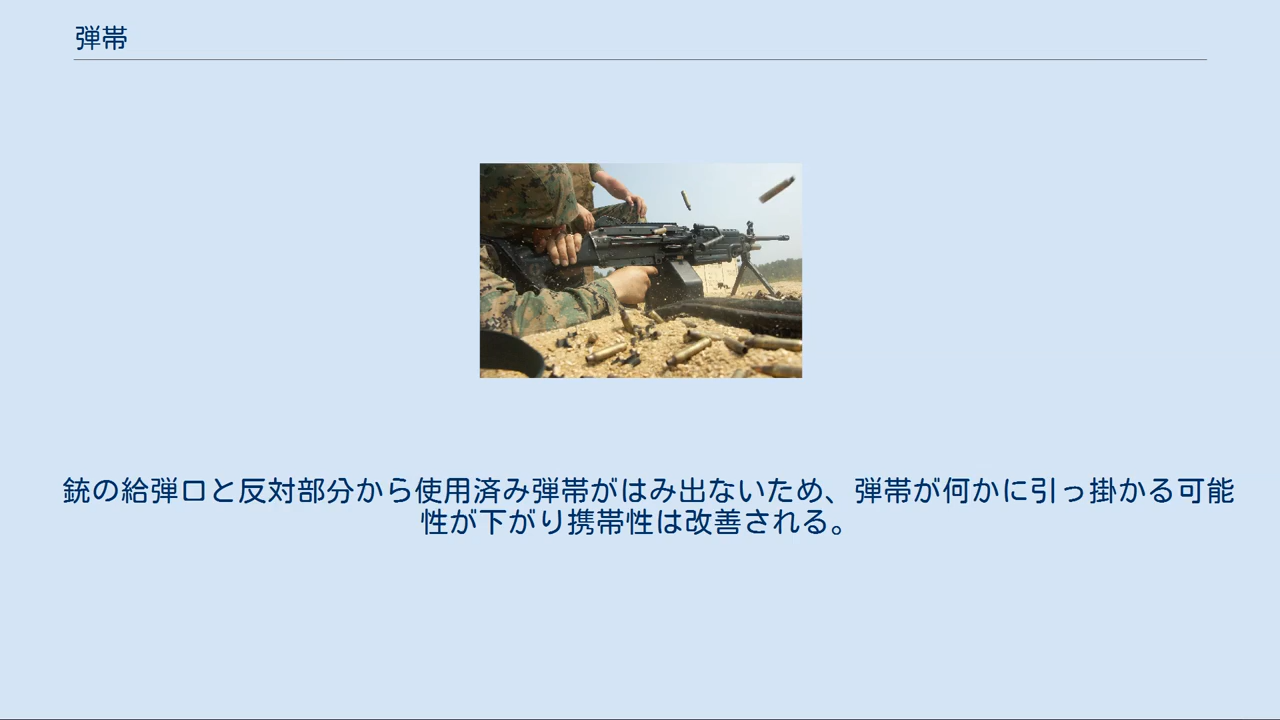 弾帯
銃の給弾口と反対部分から使用済み弾帯がはみ出ないため、弾帯が何かに引っ掛かる可能
性が下がり携帯性は改善される。